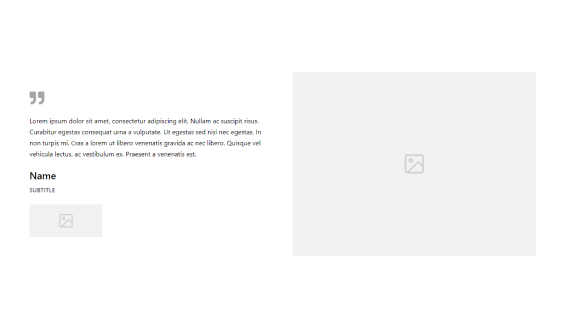 Lorem ipsum dolor sit amet, consectetur adipiscing elit. Nullam ac suscipit risus.
Curabitur egestas consequat urna a vulputate. Ut egestas sed nisl nec egestas. In
non turpis mi. Cras a lorem ut libero venenatis gravida ac nec libero. Quisque vel
vehicula lectus, ac vestibulum ex. Praesent a venenatis est.
Name
SUBTITLE